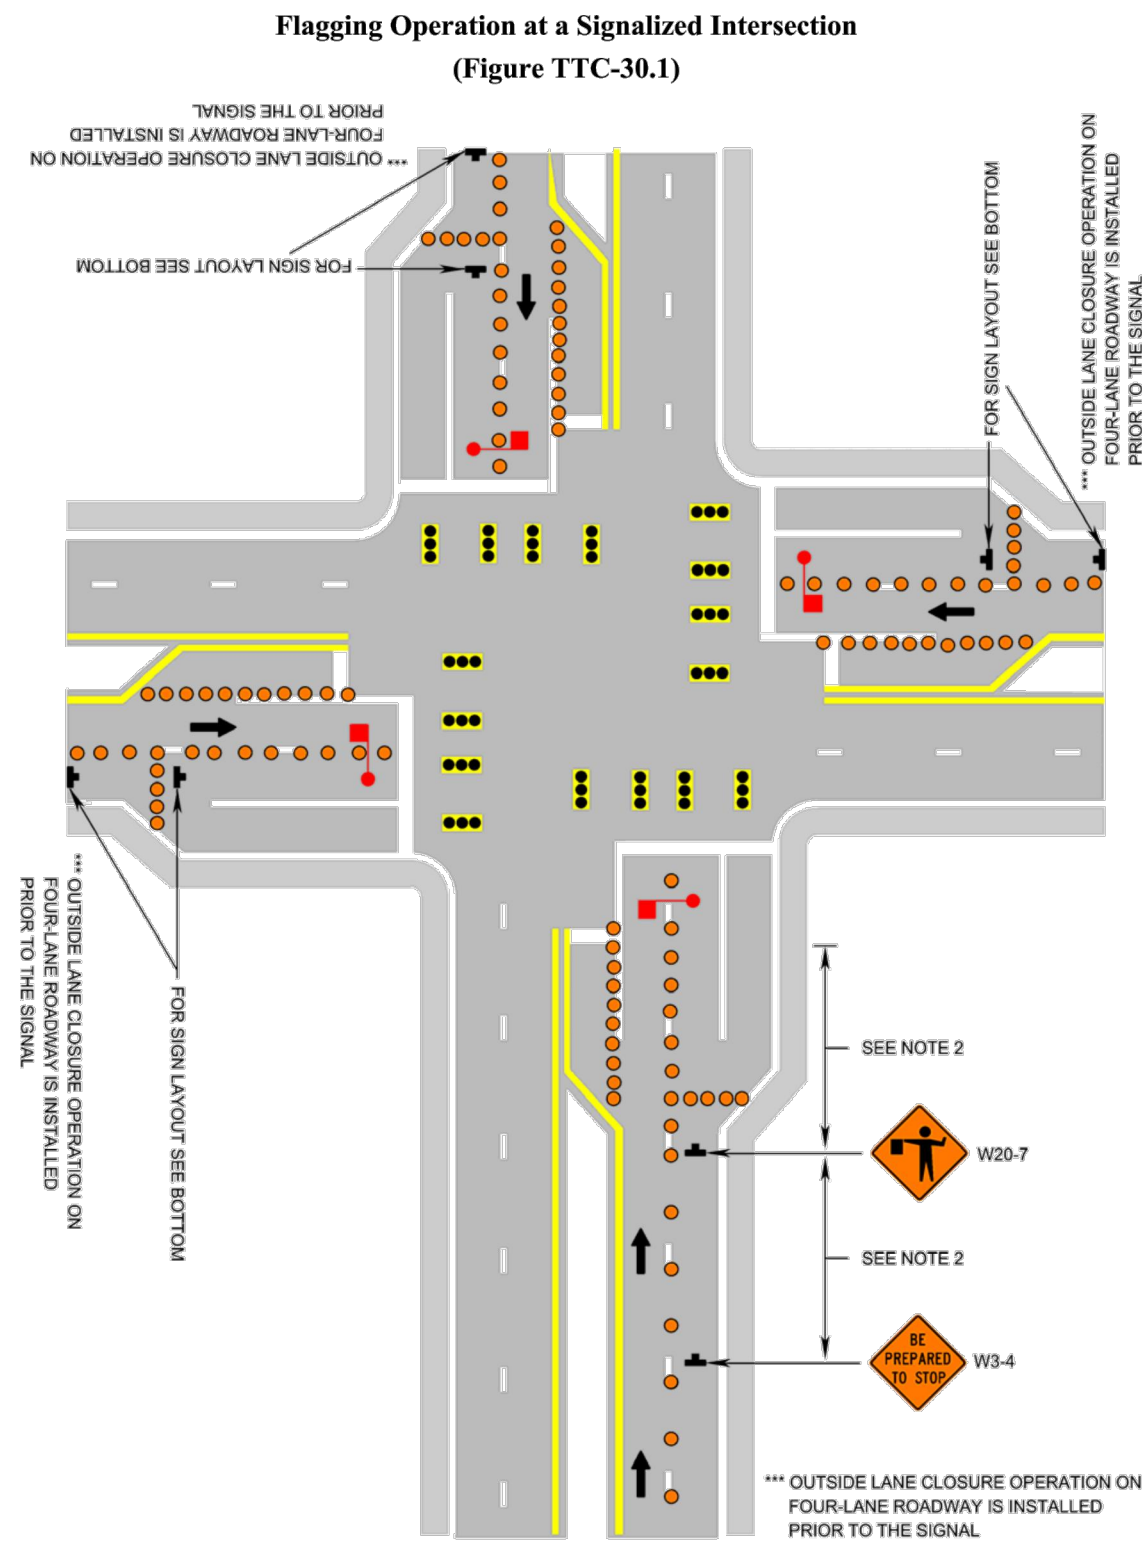 Flagging Operation at a Signalized Intersection
(Figure TTC-30.1)
*** OUTSIDE LANE CLOSURE OPERATION ON
FOUR-LANE ROADWAY IS INSTALLED
PRIOR TO THE SIGNAL
FOR SIGN LAYOUT SEE BOTTOM
FOR SIGN LAYOUT SEE BOTTOM
*** OUTSIDE LANE CLOSURE OPERATION ON
FOUR-LANE ROADWAY IS INSTALLED
PRIOR TO THE SIGNAL
*** OUTSIDE LANE CLOSURE OPERATION ON
FOUR-LANE ROADWAY IS INSTALLED
PRIOR TO THE SIGNAL
FOR SIGN LAYOUT SEE BOTTOM
SEE NOTE 2
W20-7
SEE NOTE 2
BE
PREPARED
TO STOP
W3-4
*** OUTSIDE LANE CLOSURE OPERATION ON
FOUR-LANE ROADWAY IS INSTALLED
PRIOR TO THE SIGNAL